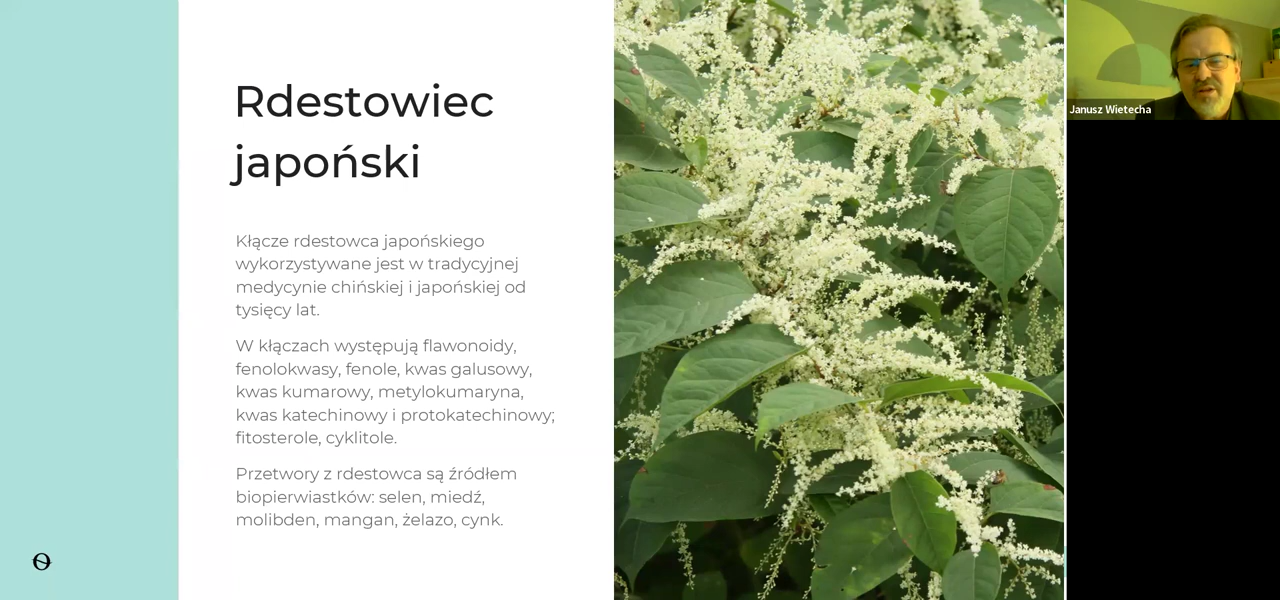 Rdestowiec
japoński
Kłącze rdestowca japońskiego
wykorzystywane jest w tradycyjnej
medycynie chińskiej i japońskiej od
tysięcy lat.
W kłączach występują flawonoidy,
fenolokwasy, fenole, kwas galusowy,
kwas kumarowy, metylokumaryna,
kwas katechinowy i protokatechinowy;
fitosterole, cyklitole.
Przetwory z rdestowca są źródłem
biopierwiastków: selen, miedź,
molibden, mangan, żelazo, cynk.
Janusz Wietecha